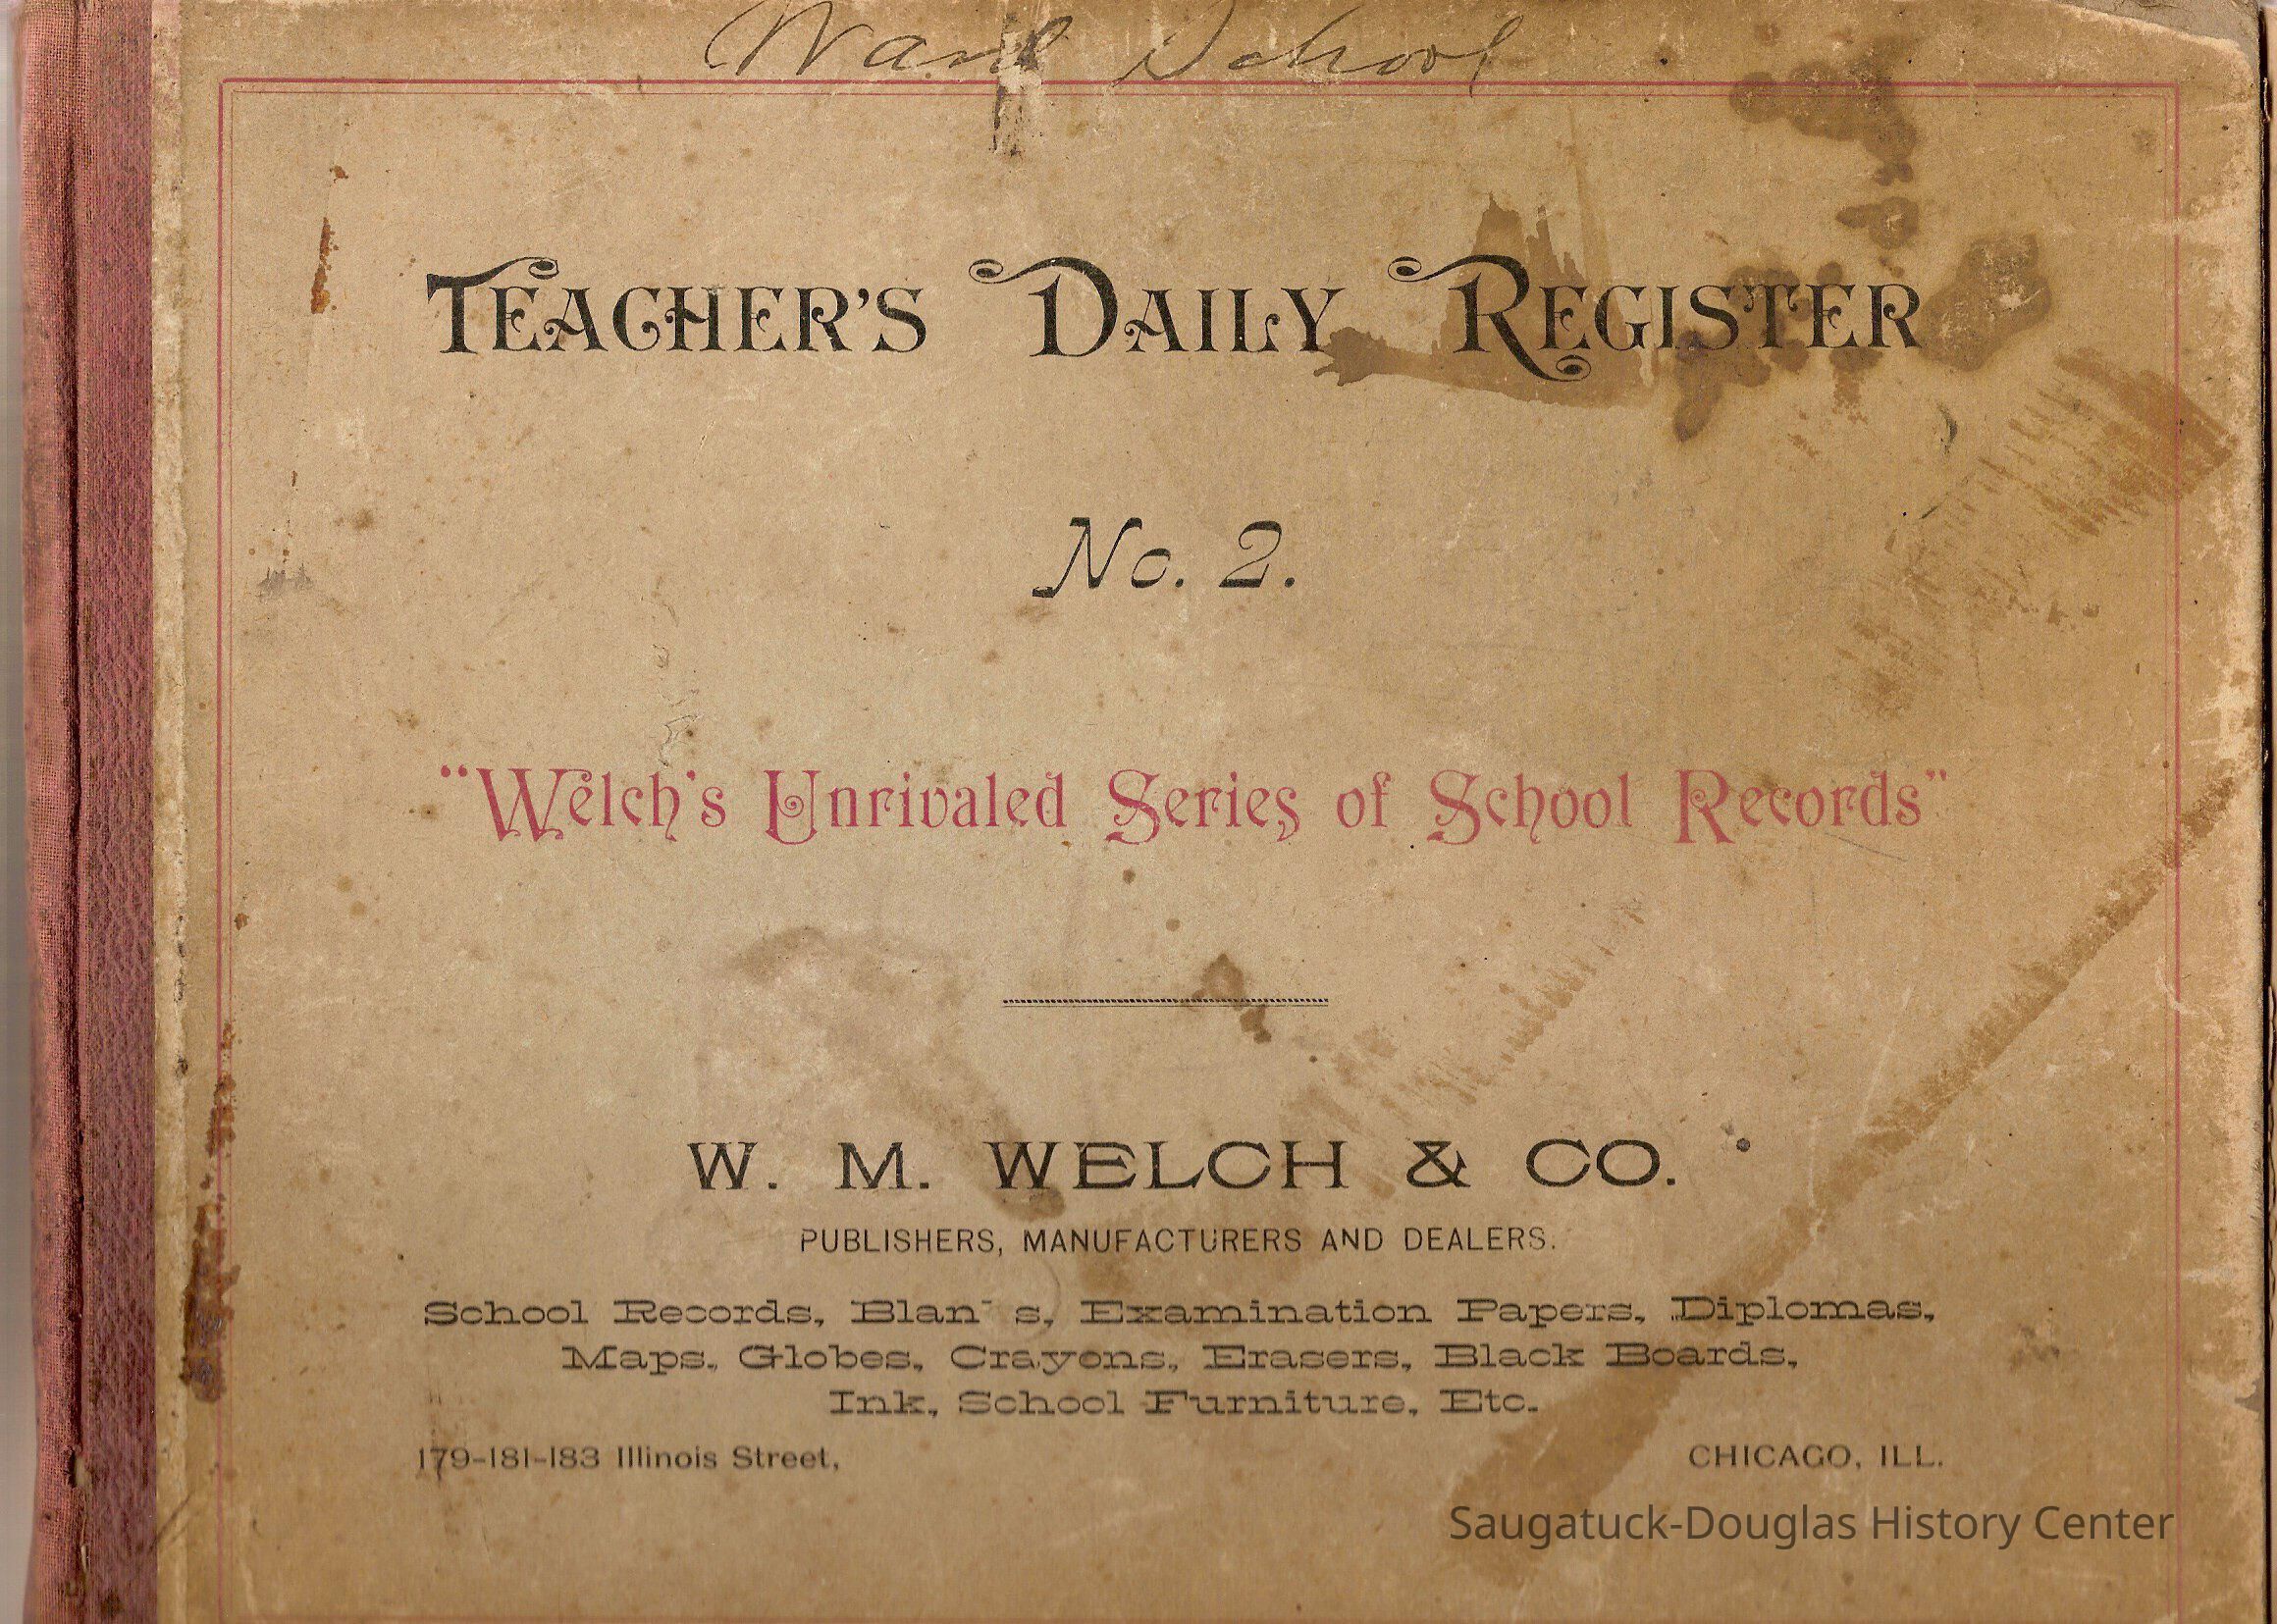 Ward School
TEACHER'S DAILY REGISTER
No. 2.
"Welch's Unrivaled Series of School Records"
W. M. WELCH & CO.
PUBLISHERS, MANUFACTURERS AND DEALERS.
School Records, Blan s, Examination Papers, Diplomas,
Maps, Globes, Crayons, Erasers, Black Boards,
Ink, School Furniture, Etc.
179-181-183 Illinois Street, CHICAGO, ILL.
Saugatuck-Douglas History Center